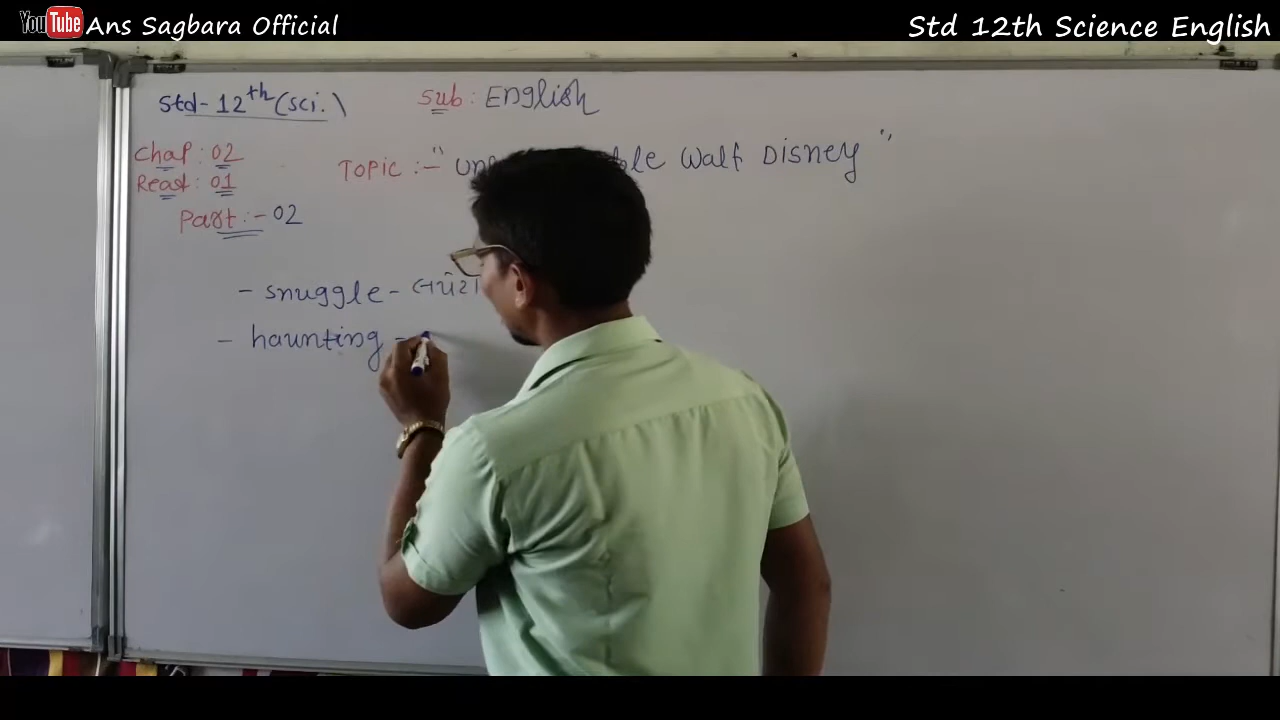 YouTube Ans Sagbara Official
Std 12th Science English
Std-12th (Sci.)
Sub: English
Chap: 02
Topic :- " Walt Disney "
Read: 01
Part:- 02
- snuggle -
- haunting -